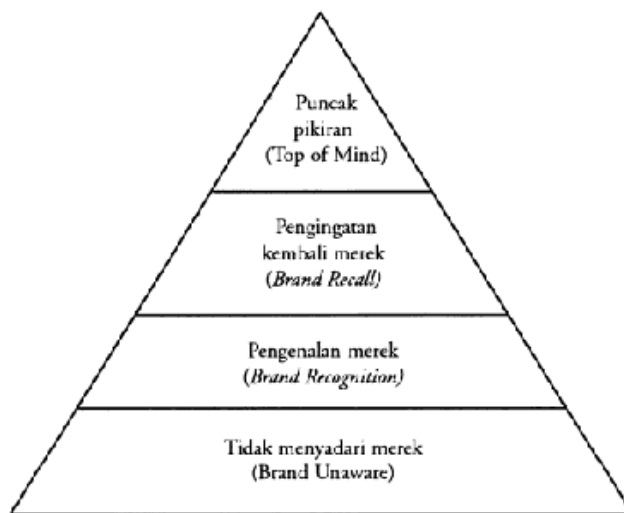 Puncak
pikiran
(Top of Mind)
Pengingatan
kembali merek
(Brand Recall)
Pengenalan merek
(Brand Recognition)
Tidak menyadari merek
(Brand Unaware)